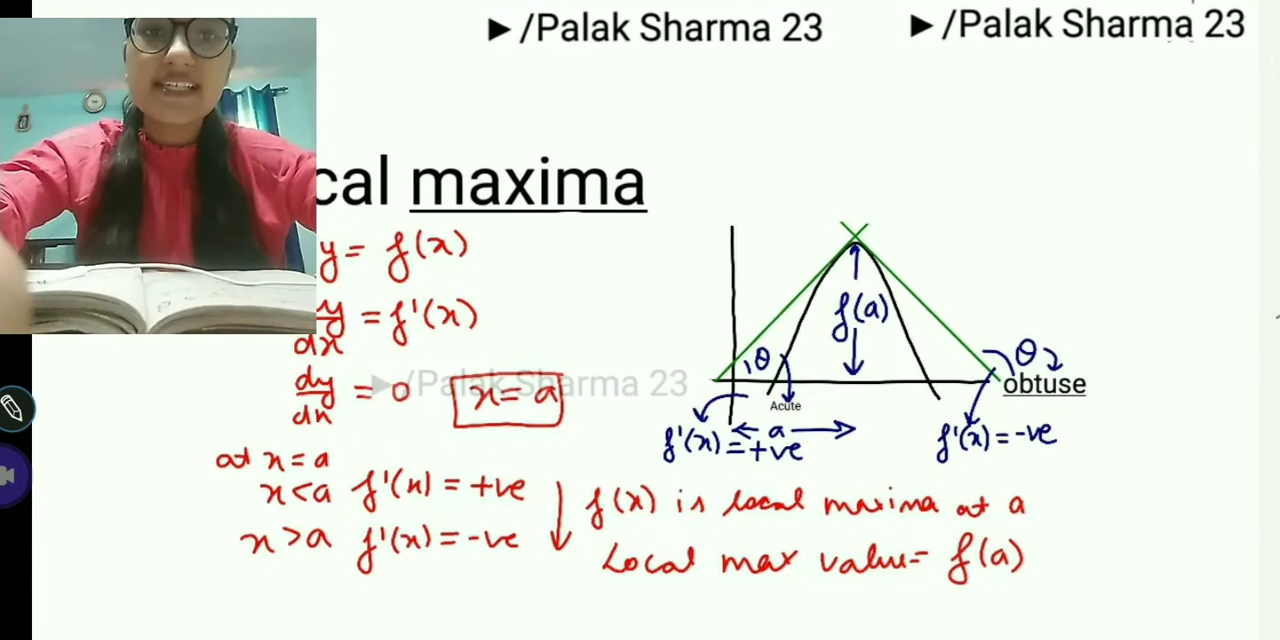 ▶/Palak Sharma 23 ▶/Palak Sharma 23
cal maxima
y = f(x)
dy/dx = f'(x)
dy/dx = 0 x = a
▶/Palak Sharma 23
at x = a
x < a f'(x) = +ve
x > a f'(x) = -ve
f(x) is local maxima at a
Local max value = f(a)
f(a)
θ
Acute
a
f'(x) = +ve
θ
obtuse
f'(x) = -ve